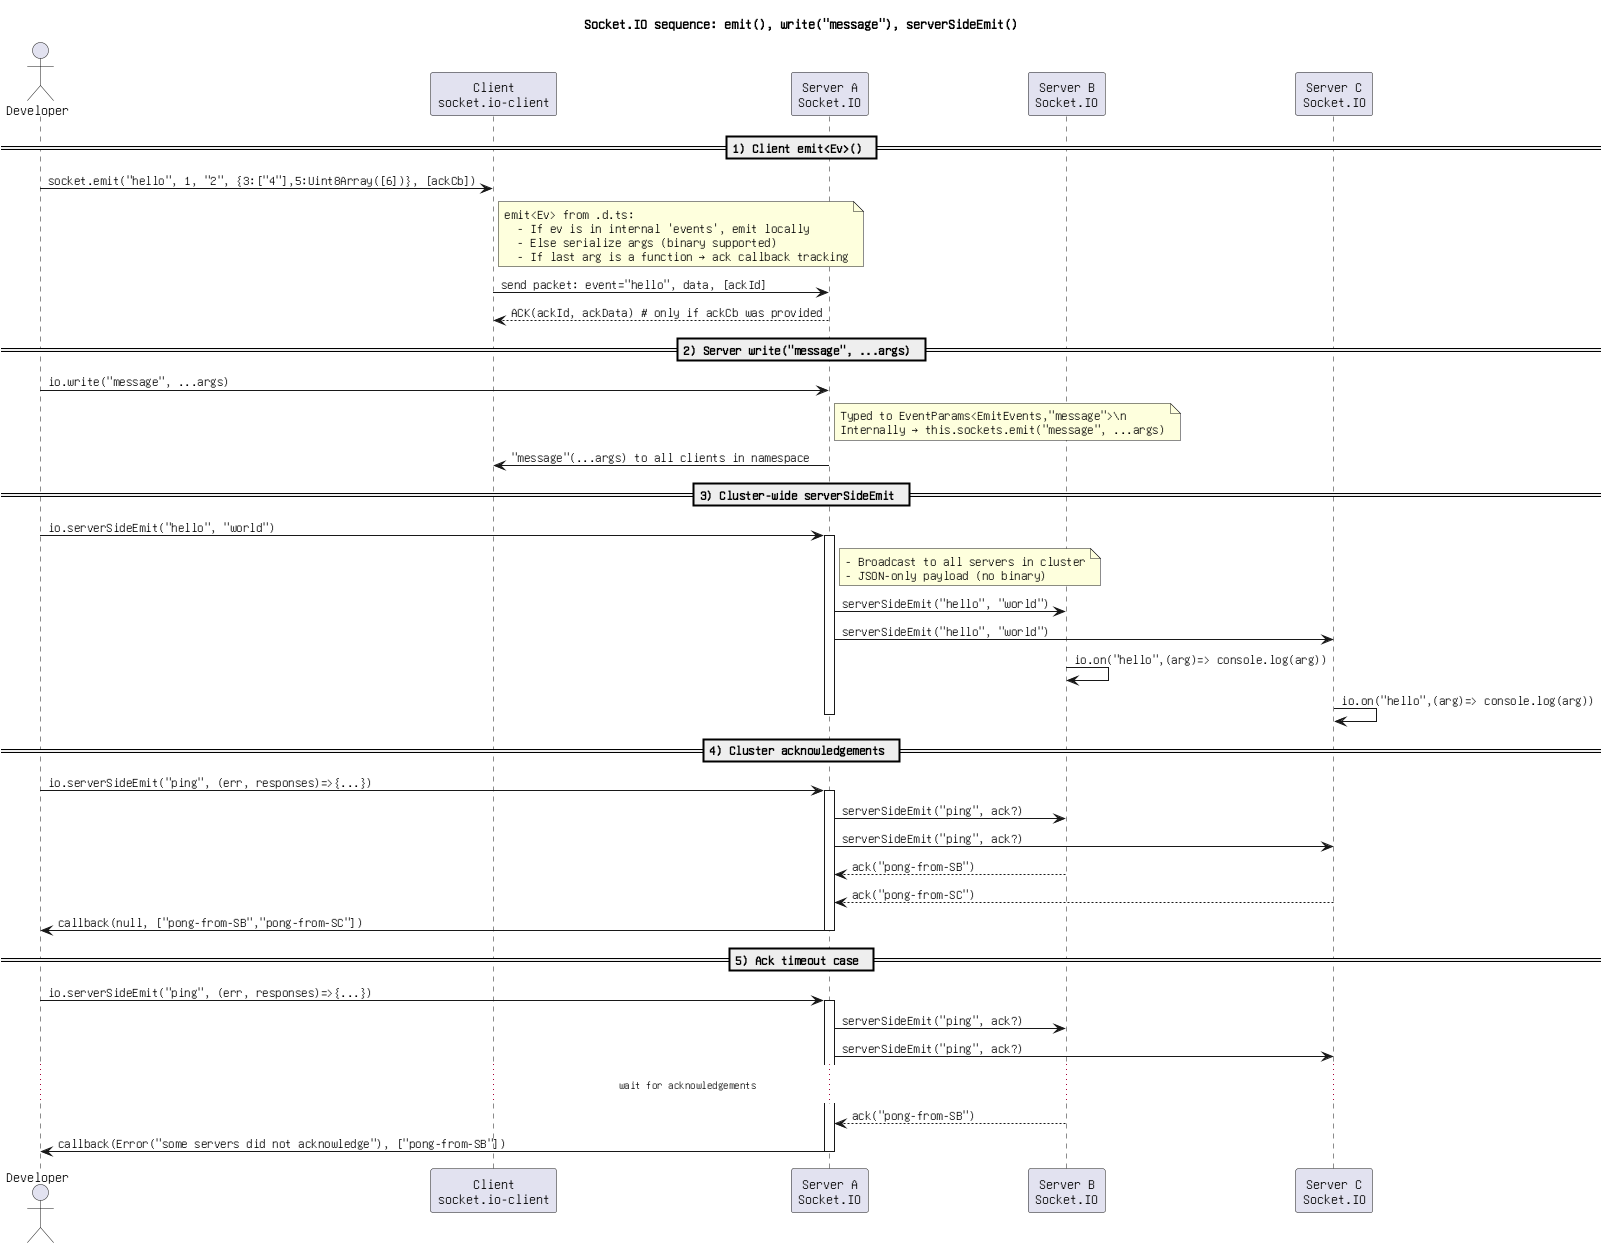 Socket.IO sequence: emit(), write("message"), serverSideEmit()
Developer
Client
socket.io-client
Server A
Socket.IO
Server B
Socket.IO
Server C
Socket.IO
1) Client emit<Ev>()
socket.emit("hello", 1, "2", {3:["4"],5:Uint8Array([6])}, [ackCb])
emit<Ev> from .d.ts:
- If ev is in internal 'events', emit locally
- Else serialize args (binary supported)
- If last arg is a function → ack callback tracking
send packet: event="hello", data, [ackId]
ACK(ackId, ackData) # only if ackCb was provided
2) Server write("message", ...args)
io.write("message", ...args)
Typed to EventParams<EmitEvents,"message">\n
Internally → this.sockets.emit("message", ...args)
"message"(...args) to all clients in namespace
3) Cluster-wide serverSideEmit
io.serverSideEmit("hello", "world")
- Broadcast to all servers in cluster
- JSON-only payload (no binary)
serverSideEmit("hello", "world")
serverSideEmit("hello", "world")
io.on("hello",(arg)=> console.log(arg))
io.on("hello",(arg)=> console.log(arg))
4) Cluster acknowledgements
io.serverSideEmit("ping", (err, responses)=>{...})
serverSideEmit("ping", ack?)
serverSideEmit("ping", ack?)
ack("pong-from-SB")
ack("pong-from-SC")
callback(null, ["pong-from-SB","pong-from-SC"])
5) Ack timeout case
io.serverSideEmit("ping", (err, responses)=>{...})
serverSideEmit("ping", ack?)
serverSideEmit("ping", ack?)
wait for acknowledgements
ack("pong-from-SB")
callback(Error("some servers did not acknowledge"), ["pong-from-SB"])
Developer
Client
socket.io-client
Server A
Socket.IO
Server B
Socket.IO
Server C
Socket.IO